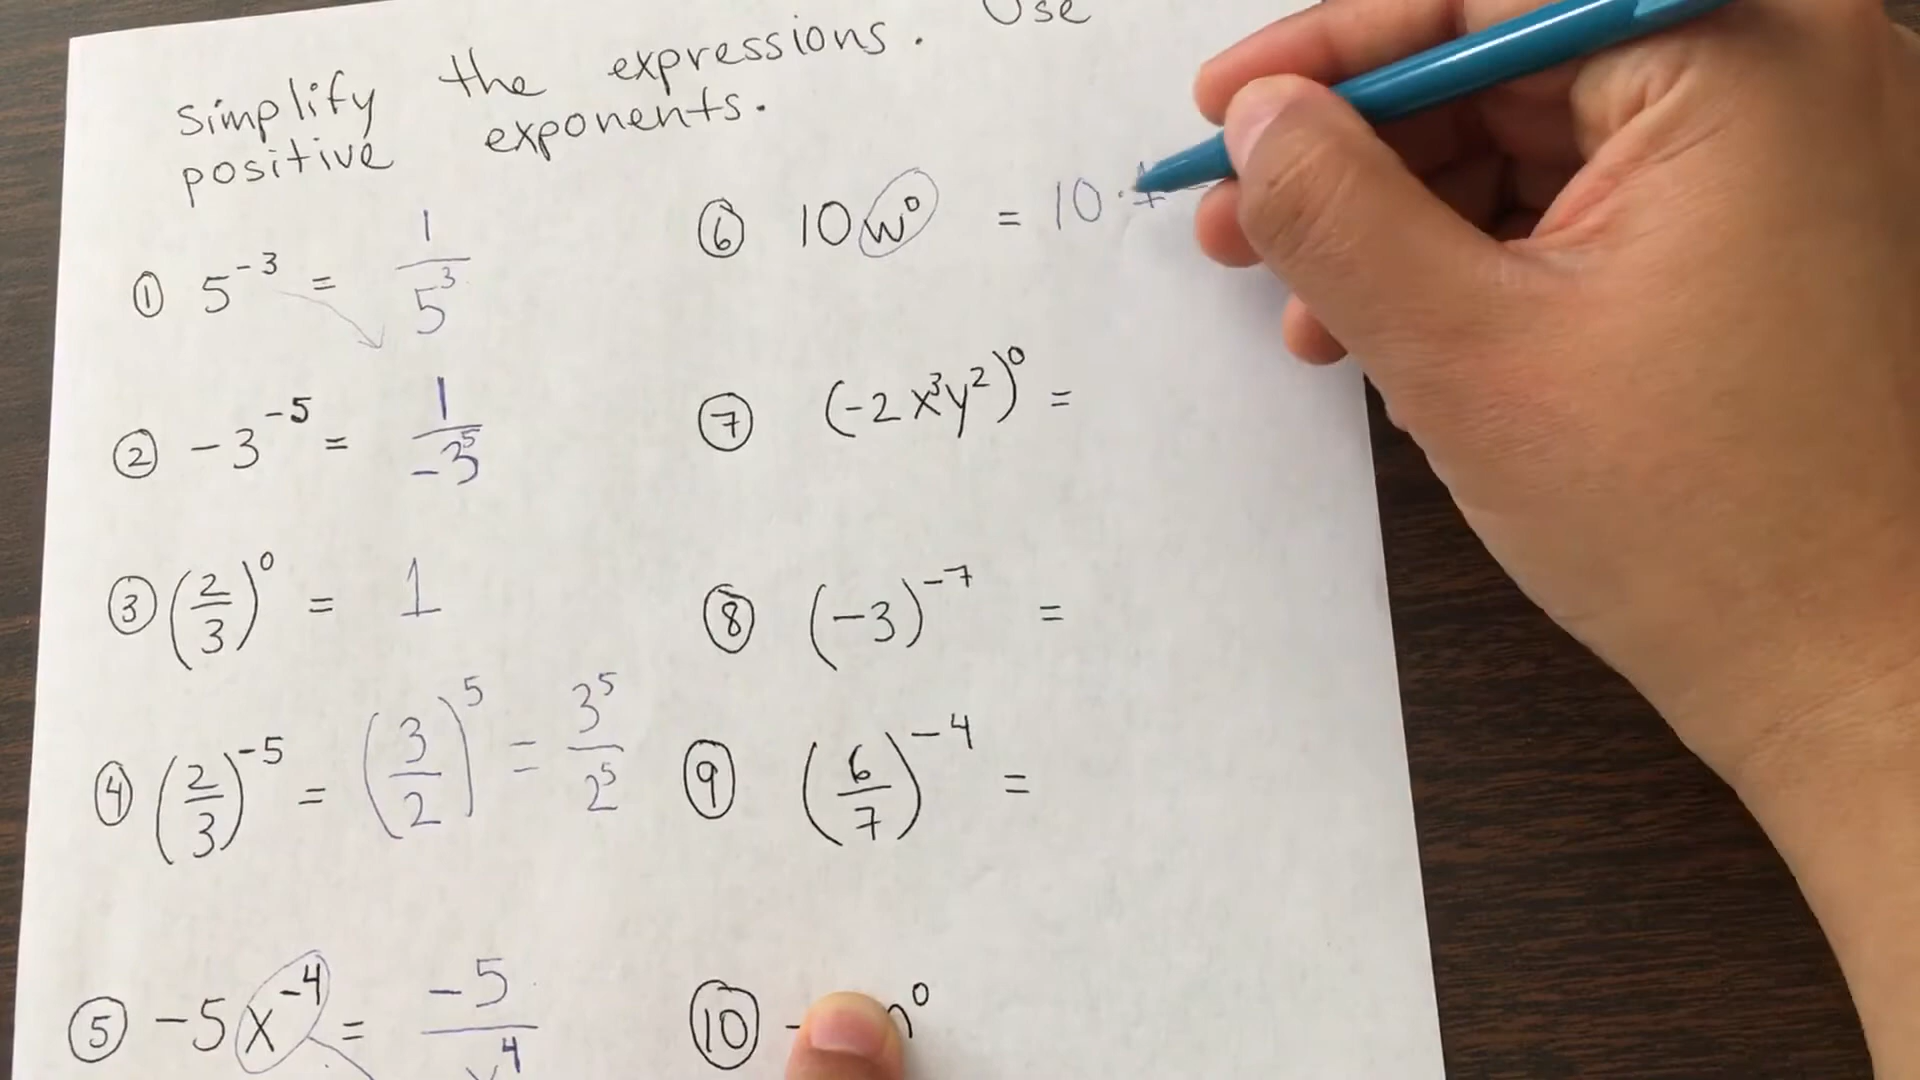 simplify the expressions. Use
positive exponents.
① 5⁻³ = 1/5³
② -3⁻⁵ = 1/-3⁵
③ (2/3)⁰ = 1
④ (2/3)⁻⁵ = (3/2)⁵ = 3⁵/2⁵
⑤ -5x⁻⁴ = -5/x⁴
⑥ 10w⁰ = 10·1
⑦ (-2x³y²)⁰ =
⑧ (-3)⁻⁷ =
⑨ (6/7)⁻⁴ =
⑩ - ⁰